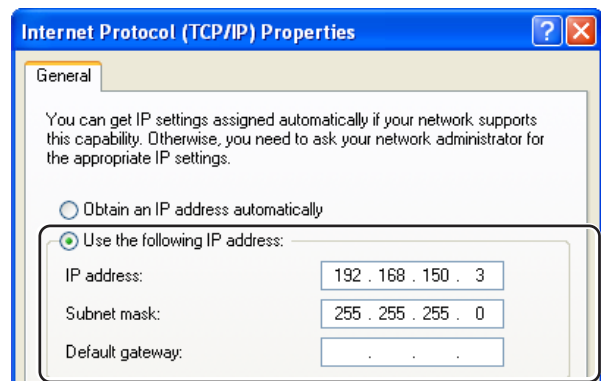 Internet Protocol (TCP/IP) Properties
General
You can get IP settings assigned automatically if your network supports
this capability. Otherwise, you need to ask your network administrator for
the appropriate IP settings.
Obtain an IP address automatically
Use the following IP address:
IP address: 192 . 168 . 150 . 3
Subnet mask: 255 . 255 . 255 . 0
Default gateway: . . .